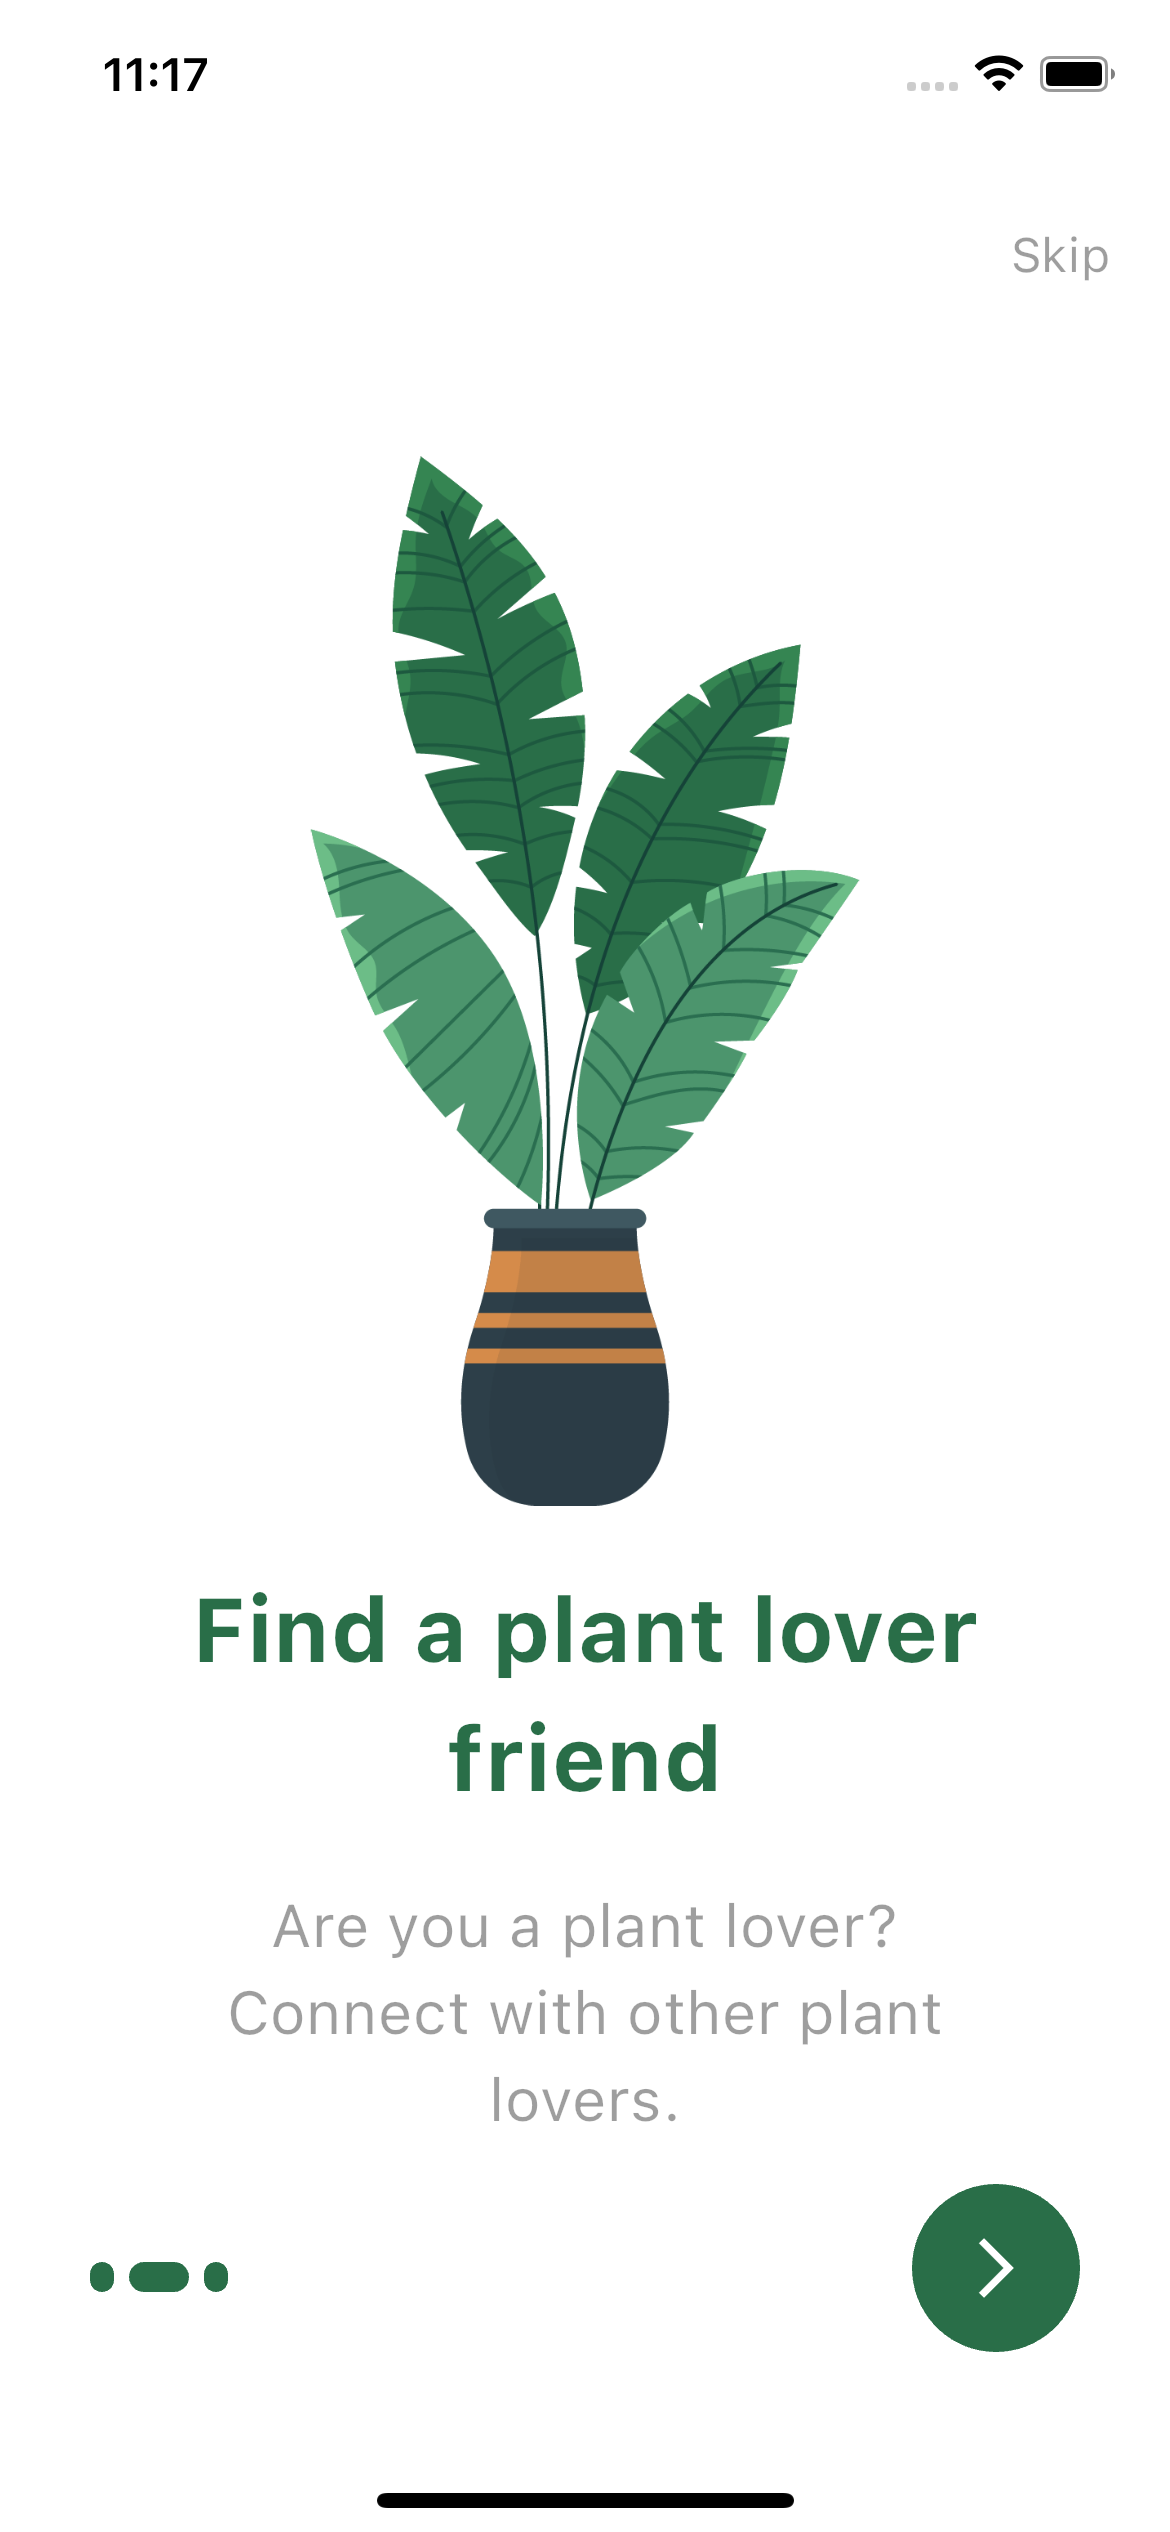 11:17
Skip
Find a plant lover
friend
Are you a plant lover?
Connect with other plant
lovers.